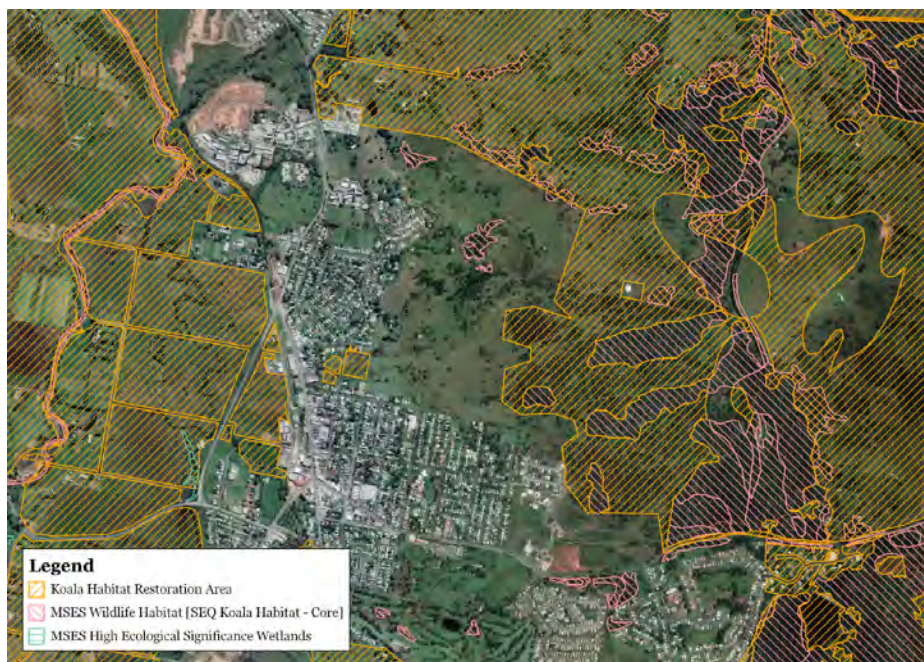 Legend
Koala Habitat Restoration Area
MSES Wildlife Habitat [SEQ Koala Habitat - Core]
MSES High Ecological Significance Wetlands